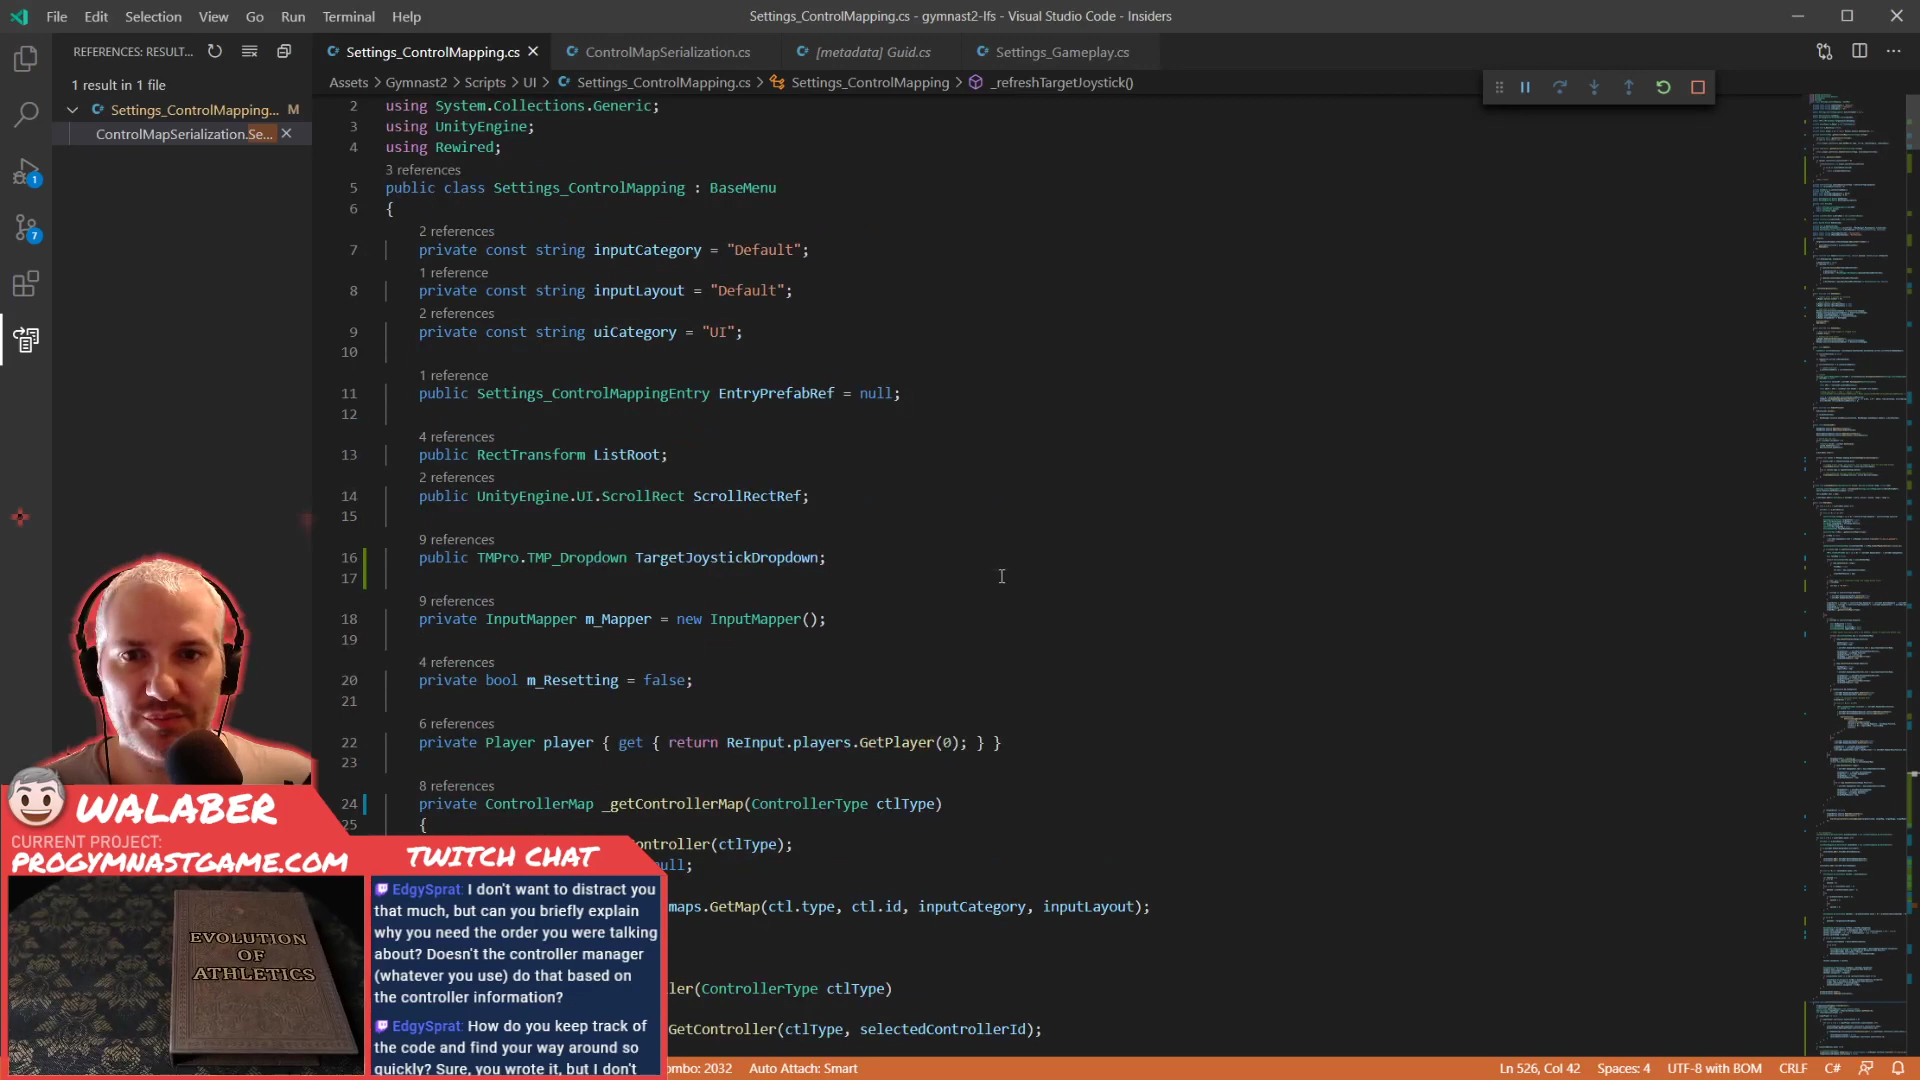 File Edit Selection View Go Run Terminal Help
Settings_ControlMapping.cs - gymnast2-lfs - Visual Studio Code - Insiders
REFERENCES: RESULT...
Settings_ControlMapping.cs
ControlMapSerialization.cs
[metadata] Guid.cs
Settings_Gameplay.cs
1 result in 1 file
Settings_ControlMapping... M
ControlMapSerialization.Se...
Assets > Gymnast2 > Scripts > UI > Settings_ControlMapping.cs > Settings_ControlMapping > _refreshTargetJoystick()
2 using System.Collections.Generic;
3 using UnityEngine;
4 using Rewired;
3 references
5 public class Settings_ControlMapping : BaseMenu
6 {
2 references
7 private const string inputCategory = "Default";
1 reference
8 private const string inputLayout = "Default";
2 references
9 private const string uiCategory = "UI";
10
1 reference
11 public Settings_ControlMappingEntry EntryPrefabRef = null;
12
4 references
13 public RectTransform ListRoot;
2 references
14 public UnityEngine.UI.ScrollRect ScrollRectRef;
15
9 references
16 public TMPro.TMP_Dropdown TargetJoystickDropdown;
17
9 references
18 private InputMapper m_Mapper = new InputMapper();
19
4 references
20 private bool m_Resetting = false;
21
6 references
22 private Player player { get { return ReInput.players.GetPlayer(0); } }
23
8 references
24 private ControllerMap _getControllerMap(ControllerType ctlType)
25 {
ontroller(ctlType);
ull;
maps.GetMap(ctl.type, ctl.id, inputCategory, inputLayout);
ler(ControllerType ctlType)
GetController(ctlType, selectedControllerId);
1
7
WALABER
CURRENT PROJECT:
PROGYMNASTGAME.COM
EVOLUTION
OF
ATHLETICS
TWITCH CHAT
EdgySprat: I don't want to distract you
that much, but can you briefly explain
why you need the order you were talking
about? Doesn't the controller manager
(whatever you use) do that based on
the controller information?
EdgySprat: How do you keep track of
the code and find your way around so
quickly? Sure, you wrote it, but I don't
ombo: 2032 Auto Attach: Smart
Ln 526, Col 42 Spaces: 4 UTF-8 with BOM CRLF C#